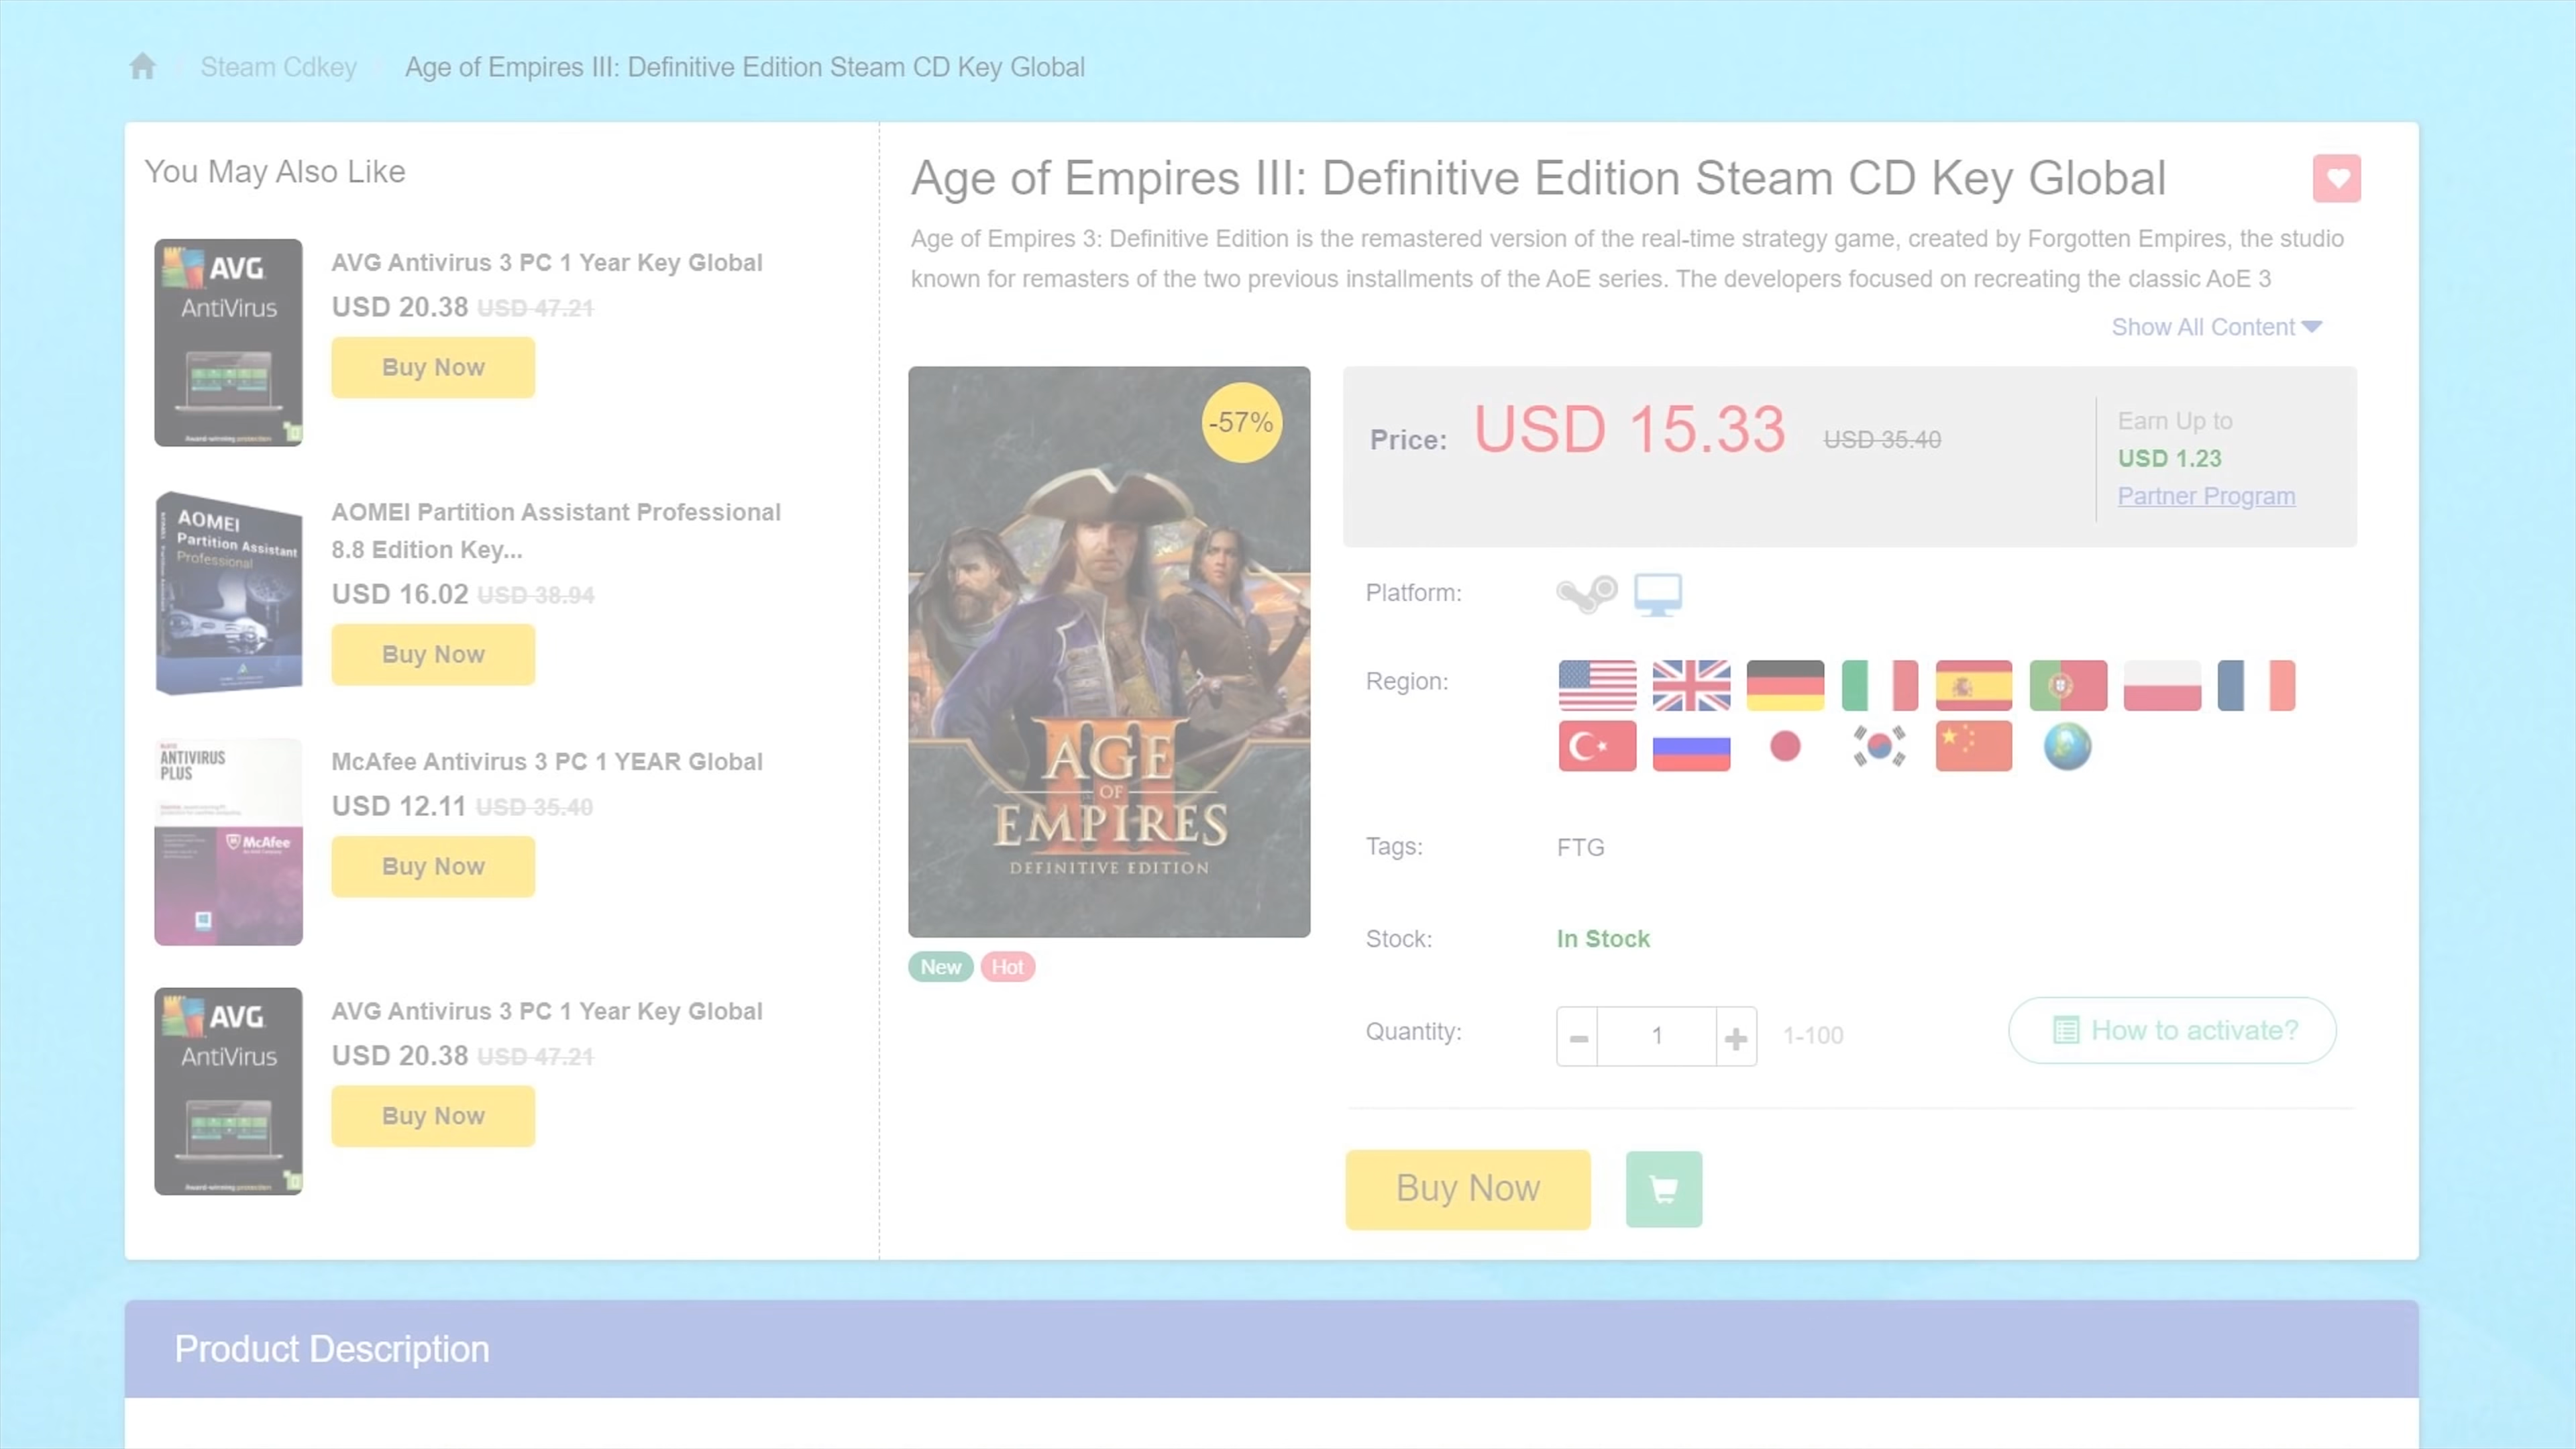 Steam Cdkey
Age of Empires III: Definitive Edition Steam CD Key Global
You May Also Like
AVG
AntiVirus
Award-winning protection
AVG Antivirus 3 PC 1 Year Key Global
USD 20.38 USD 47.21
Buy Now
AOMEI
Partition Assistant
Professional
AOMEI Partition Assistant Professional
8.8 Edition Key...
USD 16.02 USD 38.94
Buy Now
ANTIVIRUS
PLUS
McAfee
McAfee Antivirus 3 PC 1 YEAR Global
USD 12.11 USD 35.40
Buy Now
AVG
AntiVirus
Award-winning protection
AVG Antivirus 3 PC 1 Year Key Global
USD 20.38 USD 47.21
Buy Now
Age of Empires III: Definitive Edition Steam CD Key Global
Age of Empires 3: Definitive Edition is the remastered version of the real-time strategy game, created by Forgotten Empires, the studio
known for remasters of the two previous installments of the AoE series. The developers focused on recreating the classic AoE 3
Show All Content
-57%
III
AGE
OF
EMPIRES
DEFINITIVE EDITION
New Hot
Price: USD 15.33 USD 35.40
Earn Up to
USD 1.23
Partner Program
Platform:
Region:
Tags: FTG
Stock: In Stock
Quantity: 1 1-100
How to activate?
Buy Now
Product Description